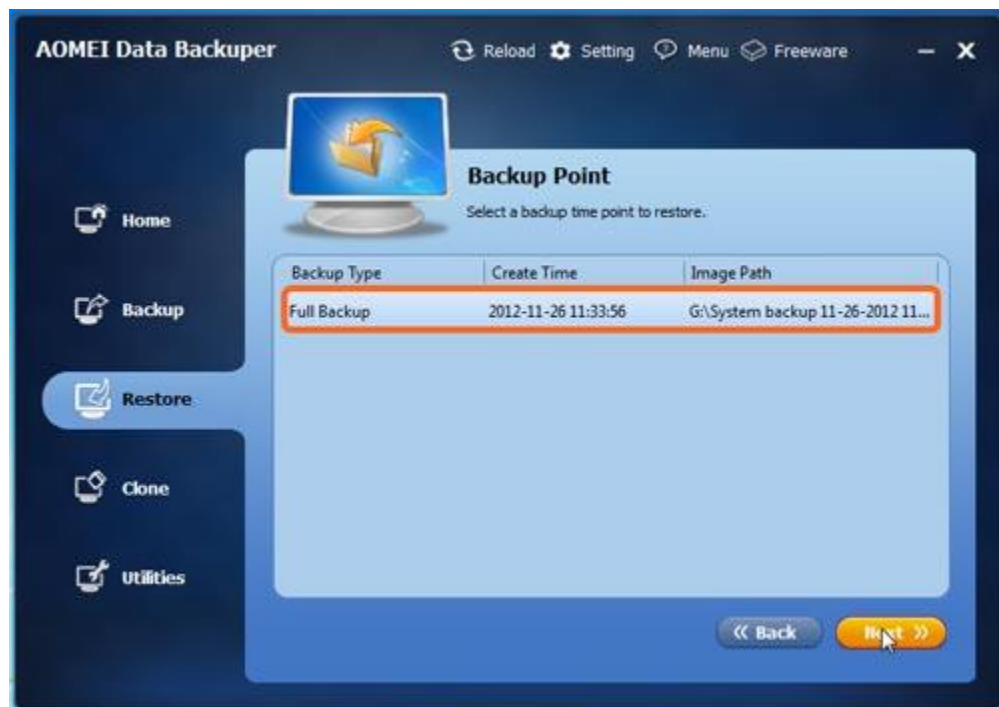 AOMEI Data Backuper
Reload Setting Menu Freeware
Backup Point
Select a backup time point to restore.
Home
Backup
Restore
Clone
Utilities
Backup Type Create Time Image Path
Full Backup 2012-11-26 11:33:56 G:\System backup 11-26-2012 11...
« Back Next »